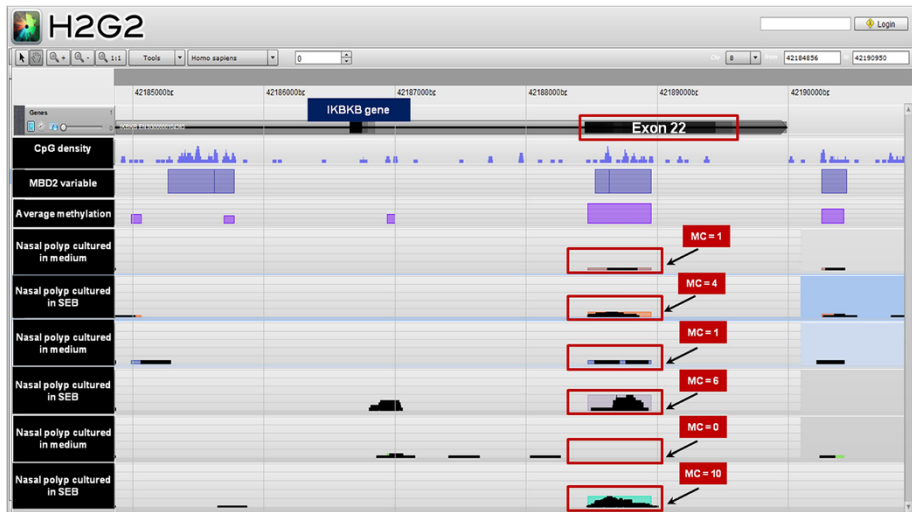 H2G2
Login
+ - 1:1 Tools Homo sapiens 0 8 42184856 42190950
42185000bp 42186000bp 42187000bp 42188000bp 42189000bp 42190000bp
Genes
IKBKB gene
Exon 22
CpG density
MBD2 variable
Average methylation
Nasal polyp cultured
in medium
MC = 1
Nasal polyp cultured
in SEB
MC = 4
Nasal polyp cultured
in medium
MC = 1
Nasal polyp cultured
in SEB
MC = 6
Nasal polyp cultured
in medium
MC = 0
Nasal polyp cultured
in SEB
MC = 10